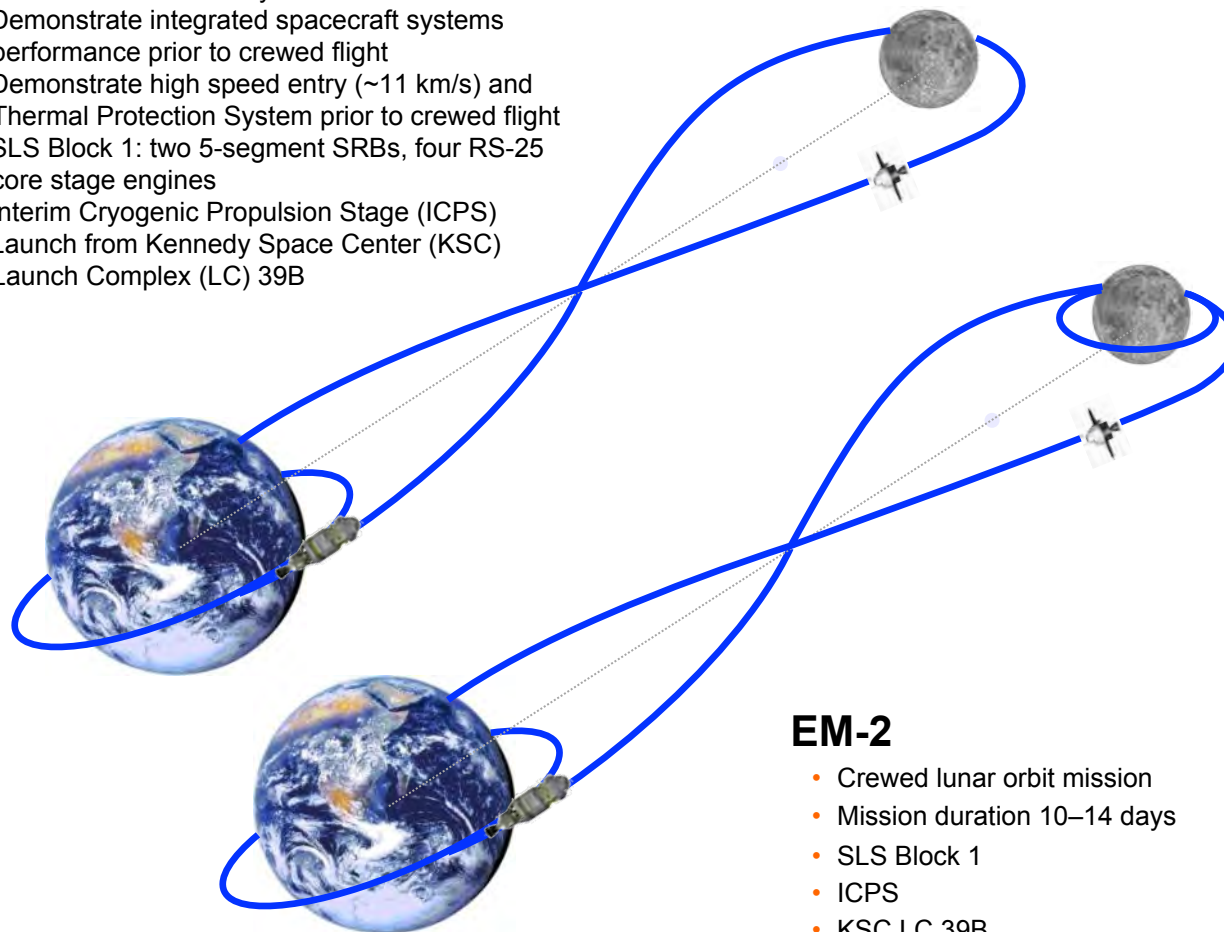 Demonstrate integrated spacecraft systems
performance prior to crewed flight
Demonstrate high speed entry (~11 km/s) and
Thermal Protection System prior to crewed flight
SLS Block 1: two 5-segment SRBs, four RS-25
core stage engines
Interim Cryogenic Propulsion Stage (ICPS)
Launch from Kennedy Space Center (KSC)
Launch Complex (LC) 39B
EM-2
• Crewed lunar orbit mission
• Mission duration 10–14 days
• SLS Block 1
• ICPS
• KSC LC 39B